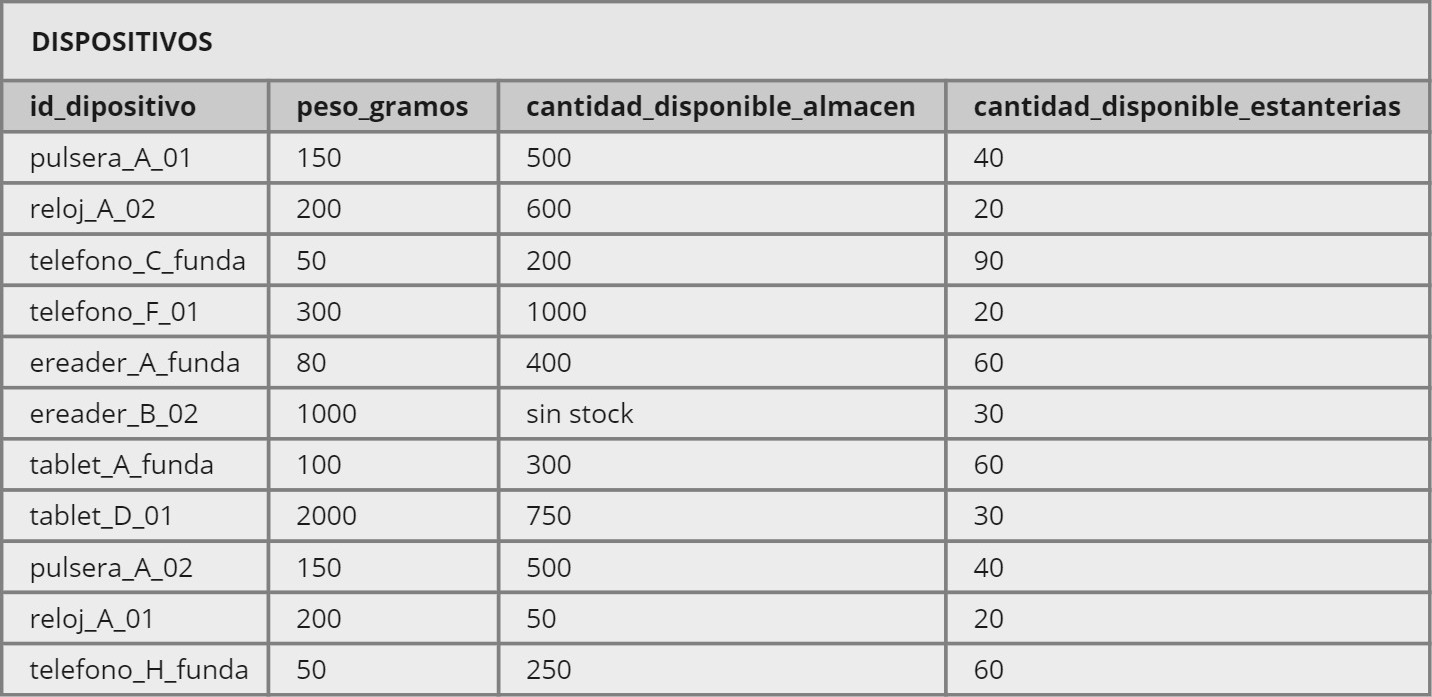 DISPOSITIVOS
id_dipositivo peso_gramos cantidad_disponible_almacen cantidad_disponible_estanterias
pulsera_A_01 150 500 40
reloj_A_02 200 600 20
telefono_C_funda 50 200 90
telefono_F_01 300 1000 20
ereader_A_funda 80 400 60
ereader_B_02 1000 sin stock 30
tablet_A_funda 100 300 60
tablet_D_01 2000 750 30
pulsera_A_02 150 500 40
reloj_A_01 200 50 20
telefono_H_funda 50 250 60